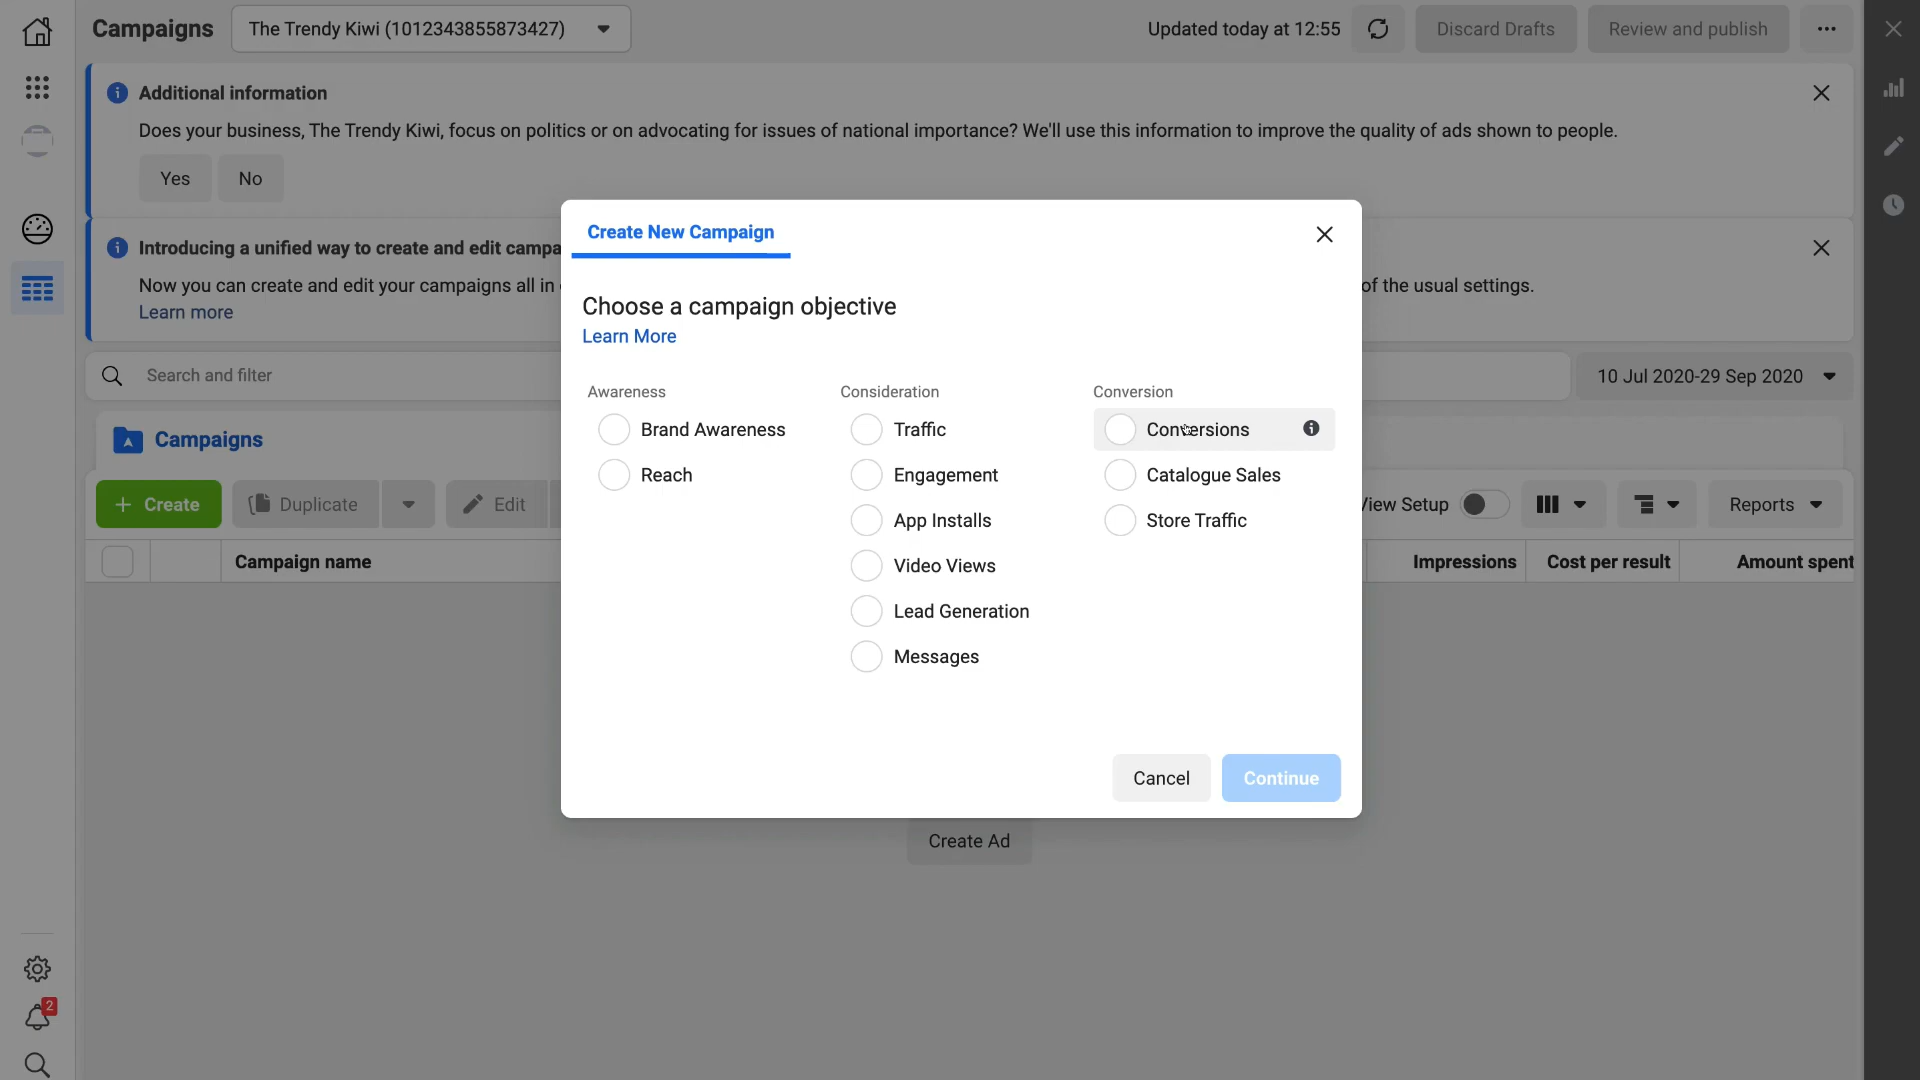 Campaigns
The Trendy Kiwi (1012343855873427)
Updated today at 12:55
Discard Drafts
Review and publish
Additional information
Does your business, The Trendy Kiwi, focus on politics or on advocating for issues of national importance? We'll use this information to improve the quality of ads shown to people.
Yes
No
Introducing a unified way to create and edit campa
Now you can create and edit your campaigns all in
of the usual settings.
Learn more
Search and filter
10 Jul 2020-29 Sep 2020
Campaigns
+ Create
Duplicate
Edit
View Setup
Reports
Campaign name
Impressions
Cost per result
Amount spent
Create New Campaign
Choose a campaign objective
Learn More
Awareness
Brand Awareness
Reach
Consideration
Traffic
Engagement
App Installs
Video Views
Lead Generation
Messages
Conversion
Conversions
Catalogue Sales
Store Traffic
Cancel
Continue
Create Ad
2